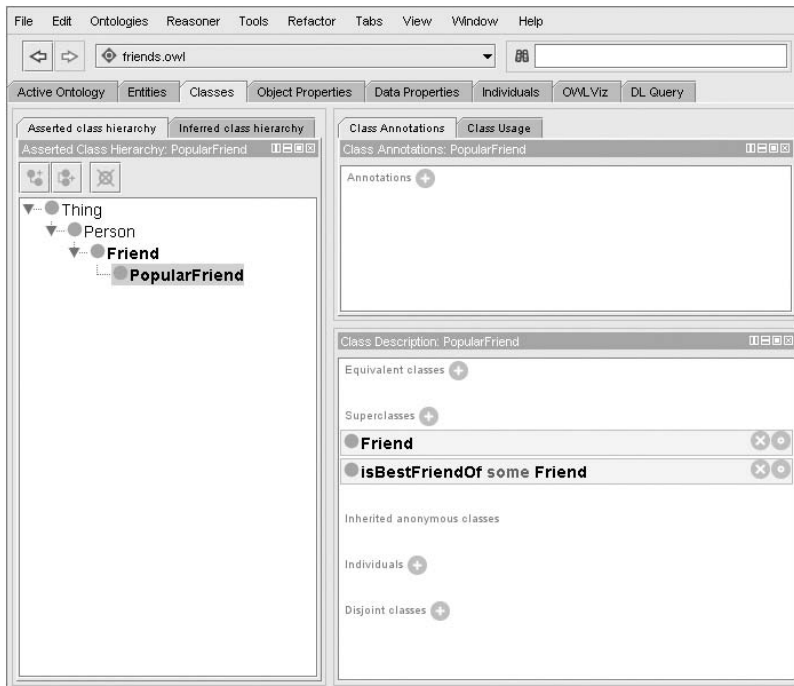 File Edit Ontologies Reasoner Tools Refactor Tabs View Window Help
friends.owl
Active Ontology Entities Classes Object Properties Data Properties Individuals OWLViz DL Query
Asserted class hierarchy Inferred class hierarchy
Asserted Class Hierarchy: PopularFriend
Thing
Person
Friend
PopularFriend
Class Annotations Class Usage
Class Annotations: PopularFriend
Annotations
Class Description: PopularFriend
Equivalent classes
Superclasses
Friend
isBestFriendOf some Friend
Inherited anonymous classes
Individuals
Disjoint classes